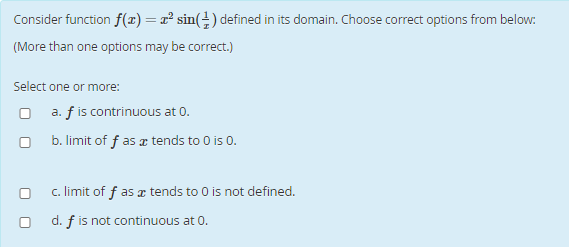 Consider function f(x) = x² sin(1/x) defined in its domain. Choose correct options from below:
(More than one options may be correct.)
Select one or more:
a. f is contrinuous at 0.
b. limit of f as x tends to 0 is 0.
c. limit of f as x tends to 0 is not defined.
d. f is not continuous at 0.